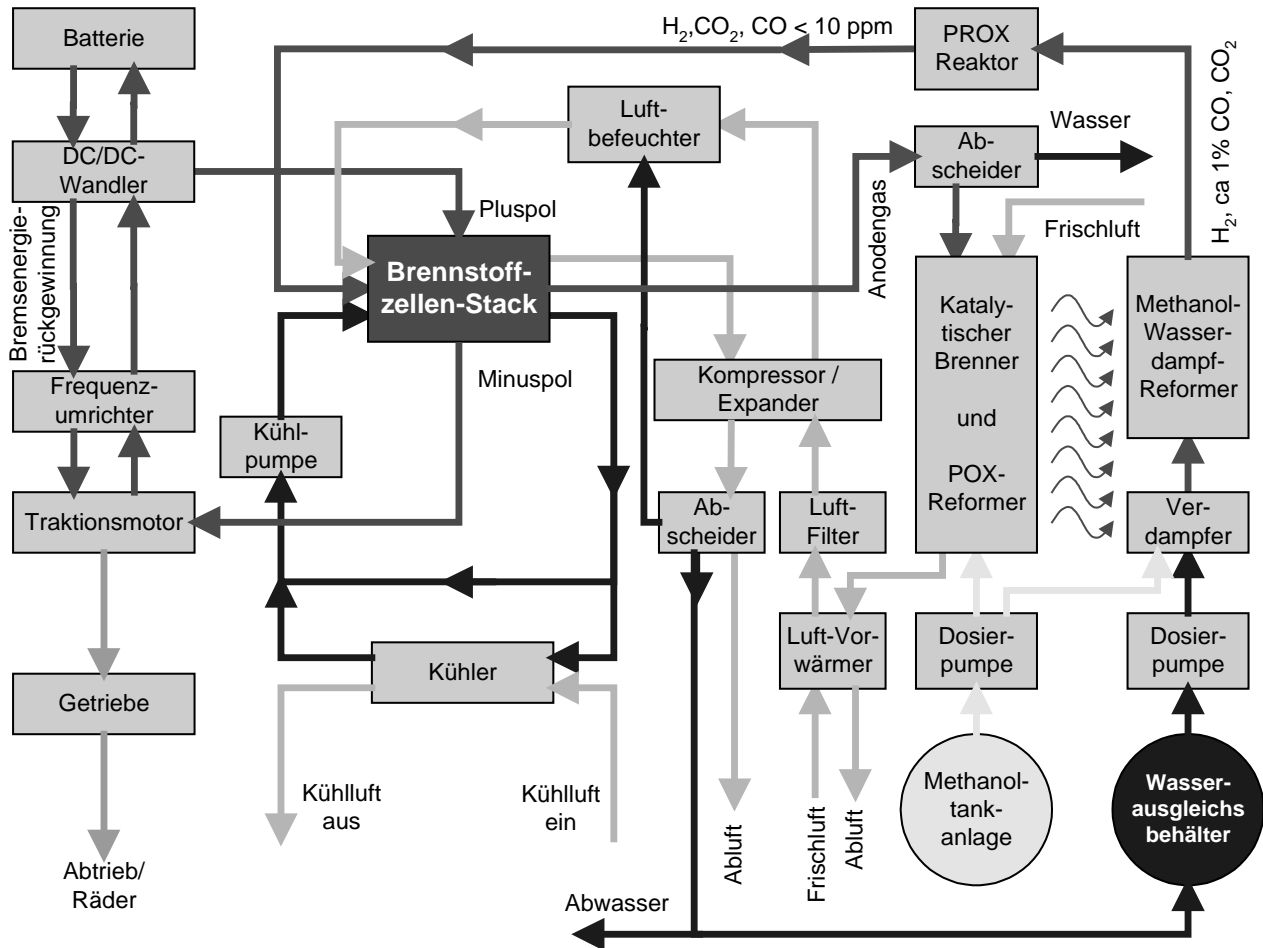 Batterie
H2,CO2, CO < 10 ppm
PROX
Reaktor
H2, ca 1% CO, CO2
Luft-
befeuchter
Ab-
scheider
Wasser
DC/DC-
Wandler
Pluspol
Frischluft
Bremsenergie-
rückgewinnung
Brennstoff-
zellen-Stack
Anodengas
Kataly-
tischer
Brenner
und
POX-
Reformer
Methanol-
Wasser-
dampf-
Reformer
Frequenz-
umrichter
Minuspol
Kompressor /
Expander
Kühl-
pumpe
Traktionsmotor
Ab-
scheider
Luft-
Filter
Ver-
dampfer
Luft-Vor-
wärmer
Dosier-
pumpe
Dosier-
pumpe
Kühler
Getriebe
Kühlluft
aus
Kühlluft
ein
Abluft
Frischluft
Abluft
Methanol-
tank-
anlage
Wasser-
ausgleichs
behälter
Abtrieb/
Räder
Abwasser